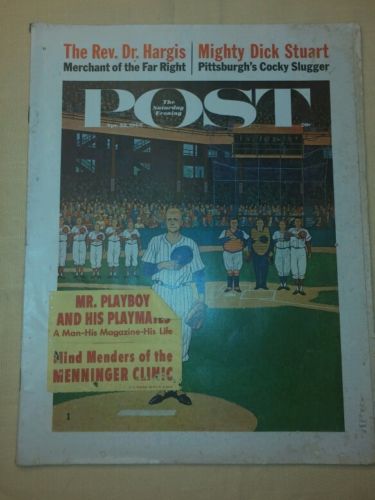 The Rev. Dr. Hargis
Merchant of the Far Right
Mighty Dick Stuart
Pittsburgh's Cocky Slugger
The Saturday Evening
POST
MR. PLAYBOY
AND HIS PLAYMATES
A Man-His Magazine-His Life
Mind Menders of the
MENNINGER CLINIC
1